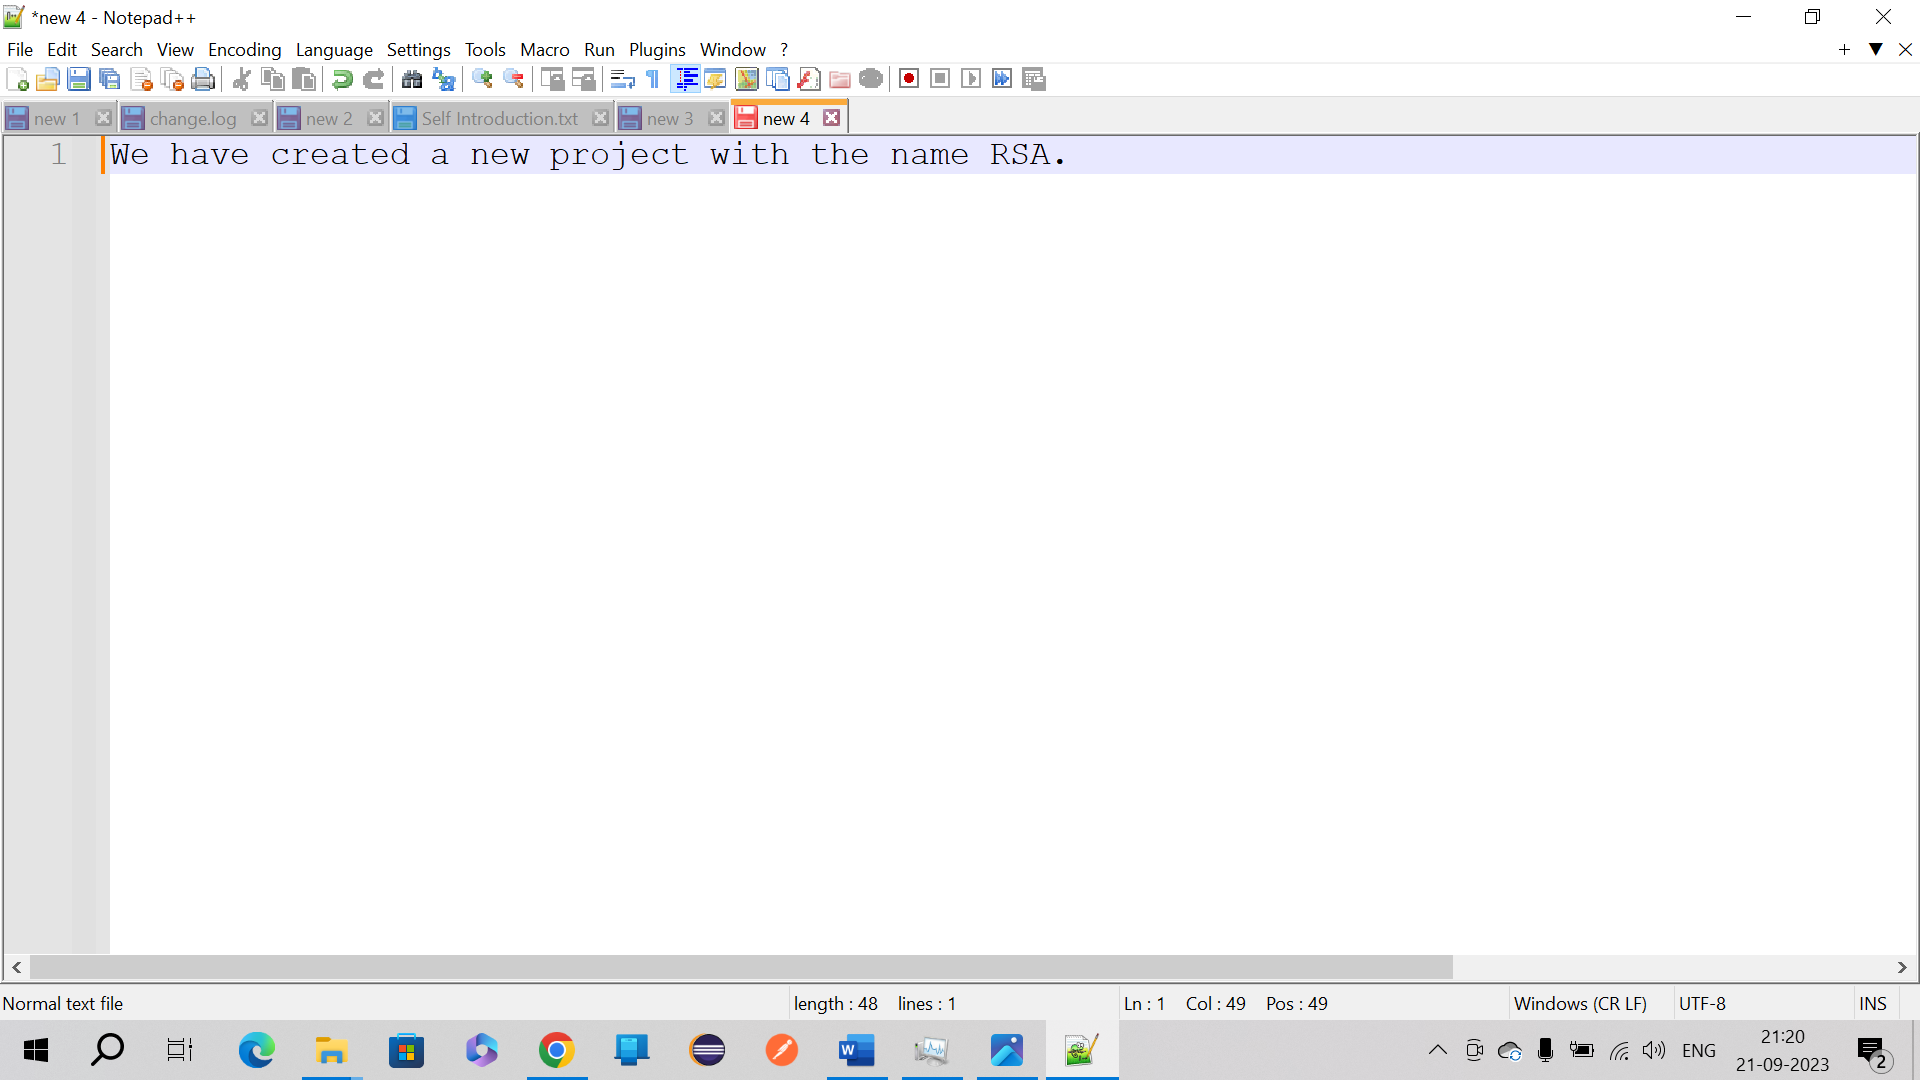 *new 4 - Notepad++
File Edit Search View Encoding Language Settings Tools Macro Run Plugins Window ?
new 1 change.log new 2 Self Introduction.txt new 3 new 4
1 We have created a new project with the name RSA.
Normal text file length : 48 lines : 1 Ln : 1 Col : 49 Pos : 49 Windows (CR LF) UTF-8 INS
ENG 21:20
21-09-2023 2